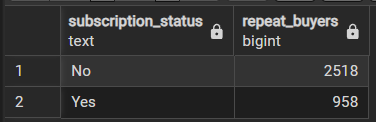 subscription_status repeat_buyers
text bigint
1 No 2518
2 Yes 958